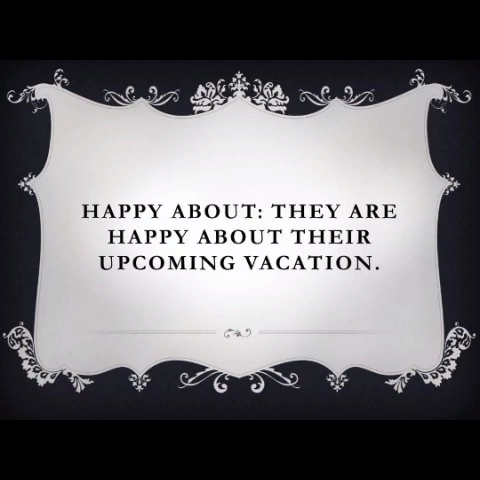 HAPPY ABOUT: THEY ARE
HAPPY ABOUT THEIR
UPCOMING VACATION.